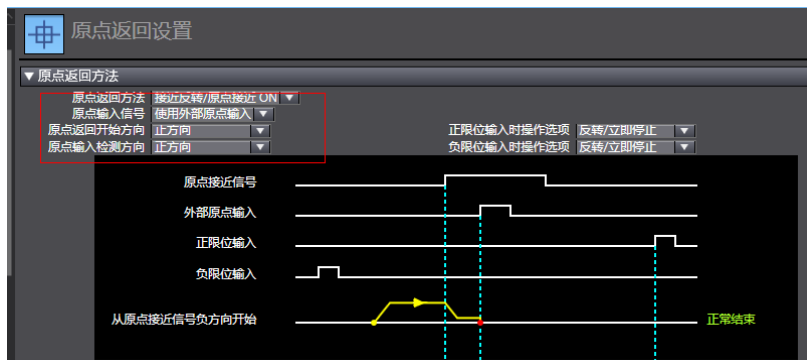 原点返回设置
▼原点返回方法
原点返回方法 接近反转/原点接近 ON ▼
原点输入信号 使用外部原点输入 ▼
原点返回开始方向 正方向 ▼ 正限位输入时操作选项 反转/立即停止 ▼
原点输入检测方向 正方向 ▼ 负限位输入时操作选项 反转/立即停止 ▼
原点接近信号
外部原点输入
正限位输入
负限位输入
从原点接近信号负方向开始 正常结束